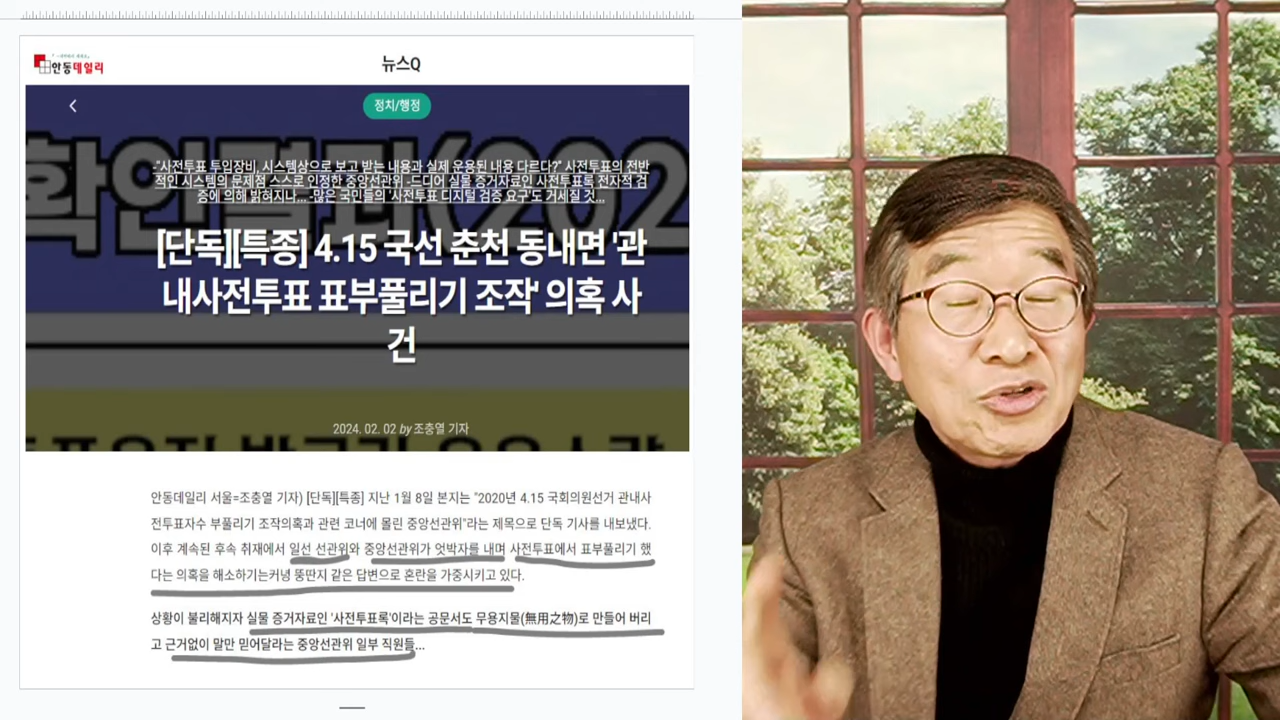 안동데일리
뉴스Q
정치/행정
확인결과(202
-"사전투표 투입장비, 시스템상으로 보고 받는 내용과 실제 운용된 내용 다르다?" 사전투표의 전반
적인 시스템의 문제점 스스로 인정한 중앙선관위 -드디어 실물 증거자료인 사전투표록 전자적 검
증에 의해 밝혀지나... -많은 국민들의 '사전투표 디지털 검증 요구'도 거세질 것...
[단독][특종] 4.15 국선 춘천 동내면 '관
내사전투표 표부풀리기 조작' 의혹 사
건
2024. 02. 02 by 조충열 기자
안동데일리 서울=조충열 기자) [단독][특종] 지난 1월 8일 본지는 "2020년 4.15 국회의원선거 관내사
전투표자수 부풀리기 조작의혹과 관련 코너에 몰린 중앙선관위"라는 제목으로 단독 기사를 내보냈다.
이후 계속된 후속 취재에서 일선 선관위와 중앙선관위가 엇박자를 내며 사전투표에서 표부풀리기 했
다는 의혹을 해소하기는커녕 뚱딴지 같은 답변으로 혼란을 가중시키고 있다.
상황이 불리해지자 실물 증거자료인 '사전투표록'이라는 공문서도 무용지물(無用之物)로 만들어 버리
고 근거없이 말만 믿어달라는 중앙선관위 일부 직원들...